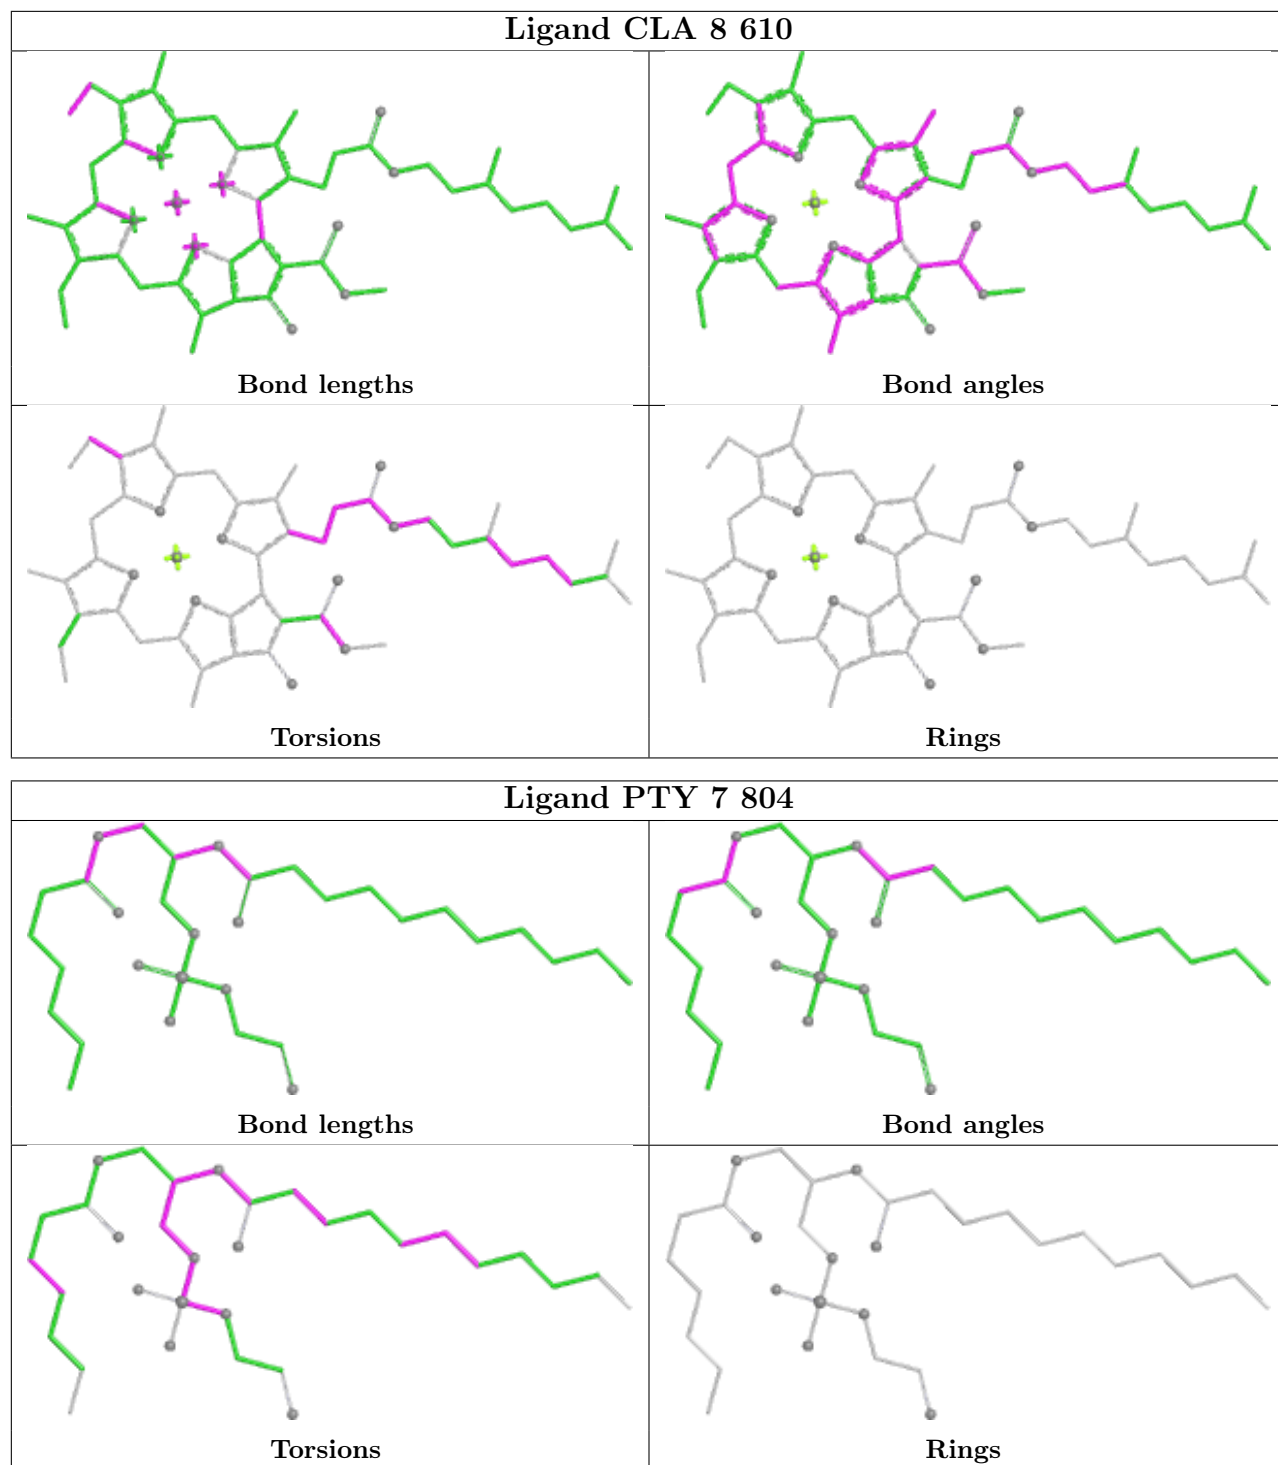 Ligand CLA 8 610
Bond lengths
Bond angles
Torsions
Rings
Ligand PTY 7 804
Bond lengths
Bond angles
Torsions
Rings